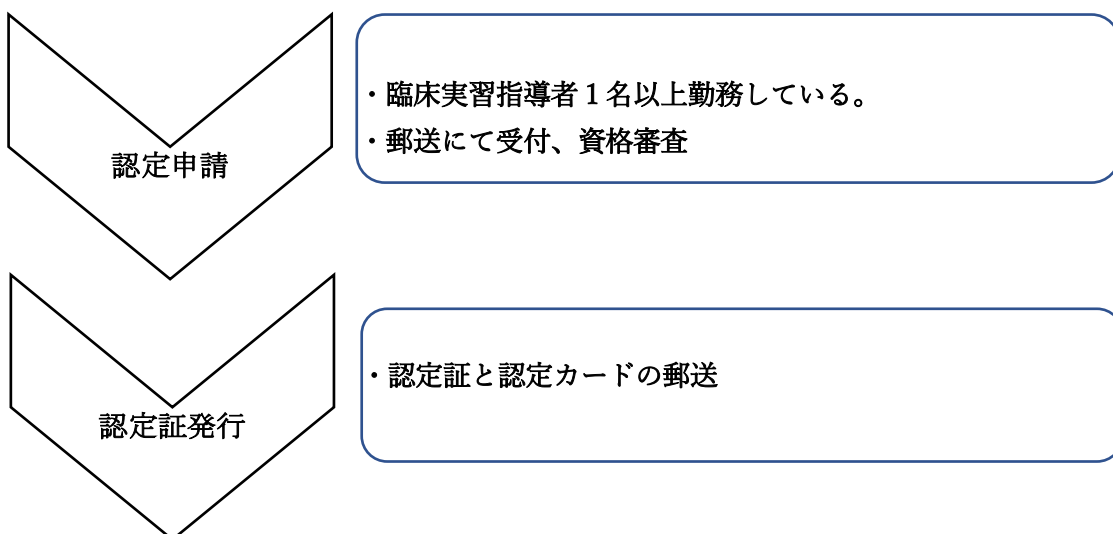 認定申請
・臨床実習指導者１名以上勤務している。
・郵送にて受付、資格審査
認定証発行
・認定証と認定カードの郵送